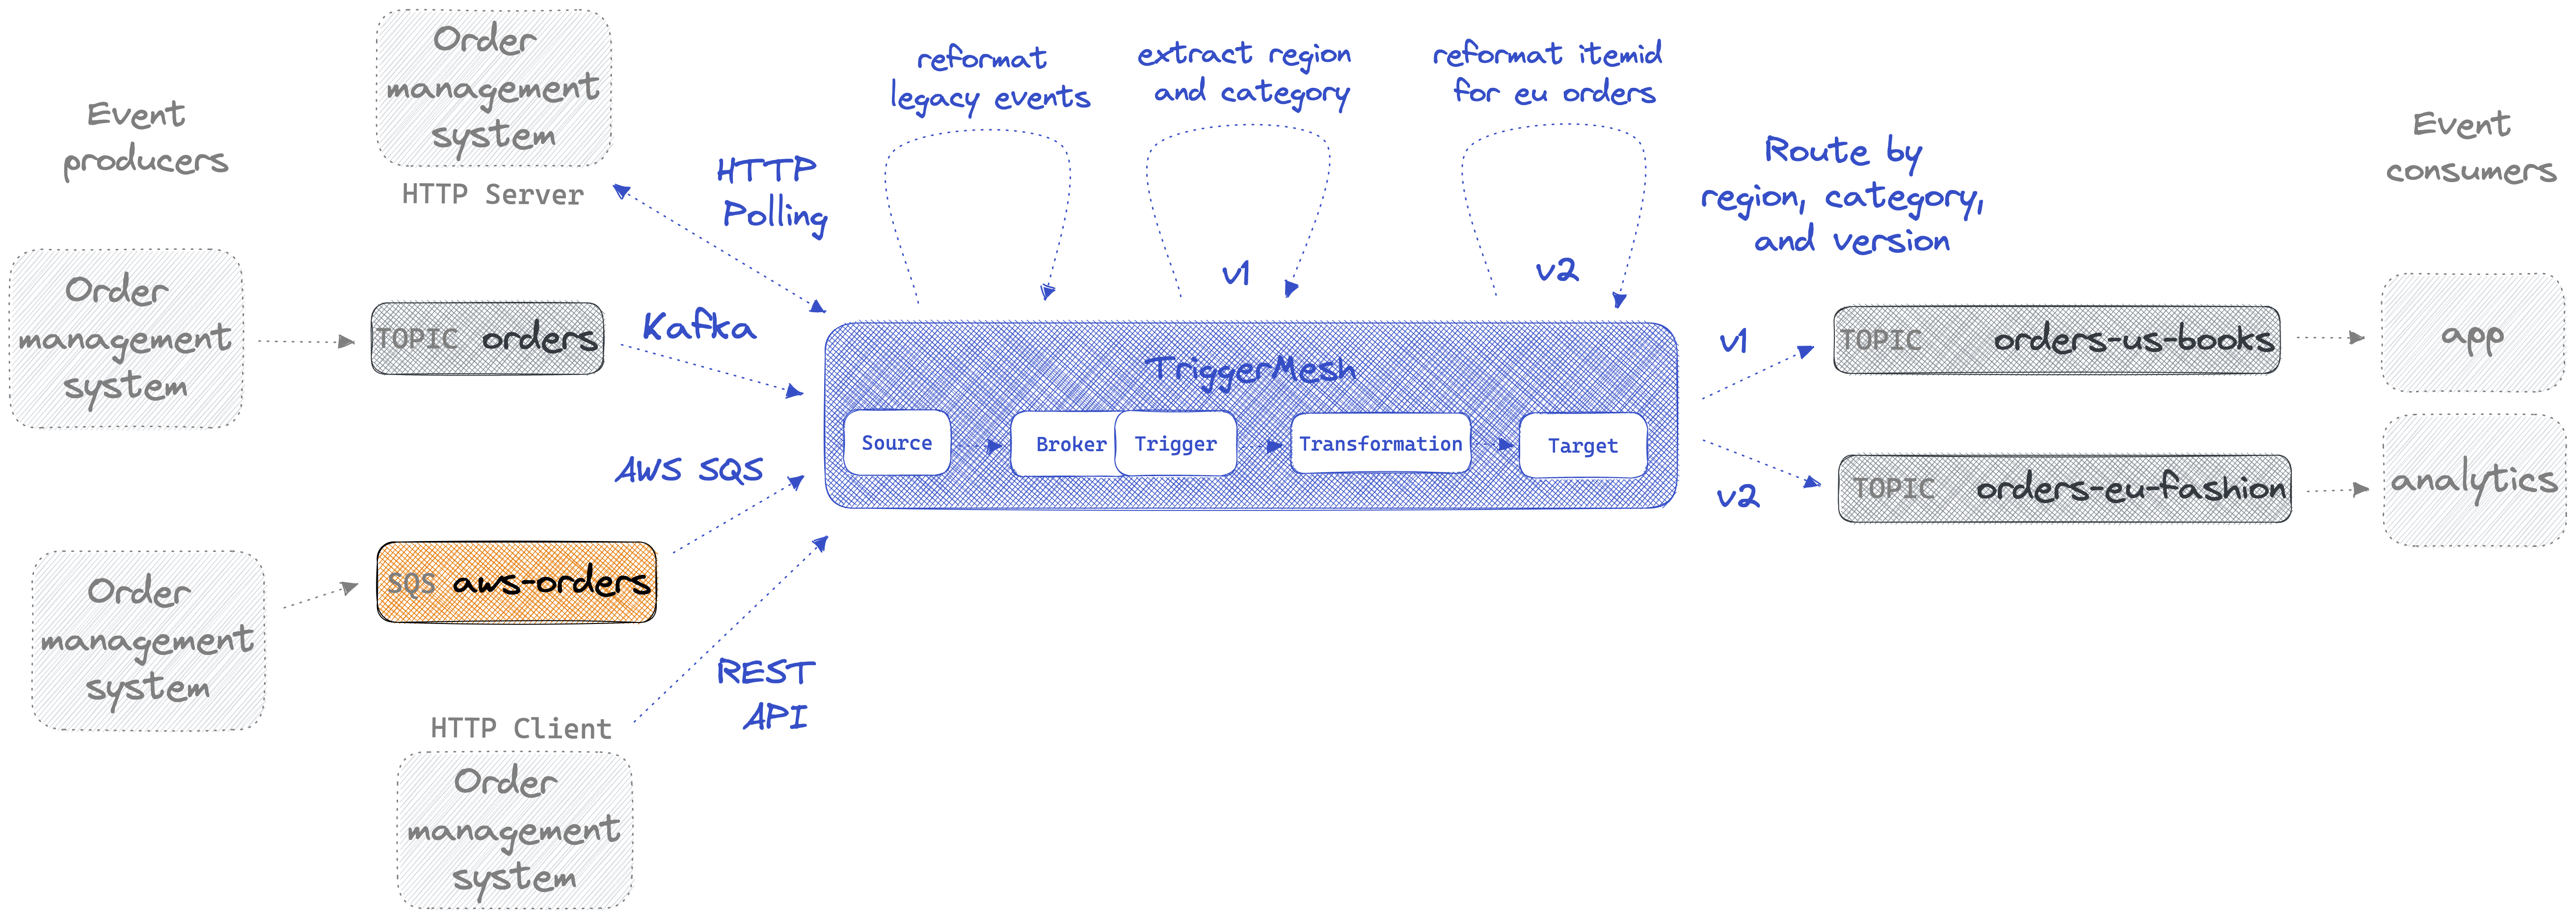 Event
producers
Order
management
system
HTTP Server
Order
management
system
TOPIC orders
Order
management
system
SQS aws-orders
HTTP Client
Order
management
system
HTTP
Polling
Kafka
AWS SQS
REST
API
reformat
legacy events
extract region
and category
v1
reformat itemid
for eu orders
v2
TriggerMesh
Source
Broker
Trigger
Transformation
Target
Route by
region, category,
and version
v1
v2
TOPIC orders-us-books
TOPIC orders-eu-fashion
Event
consumers
app
analytics